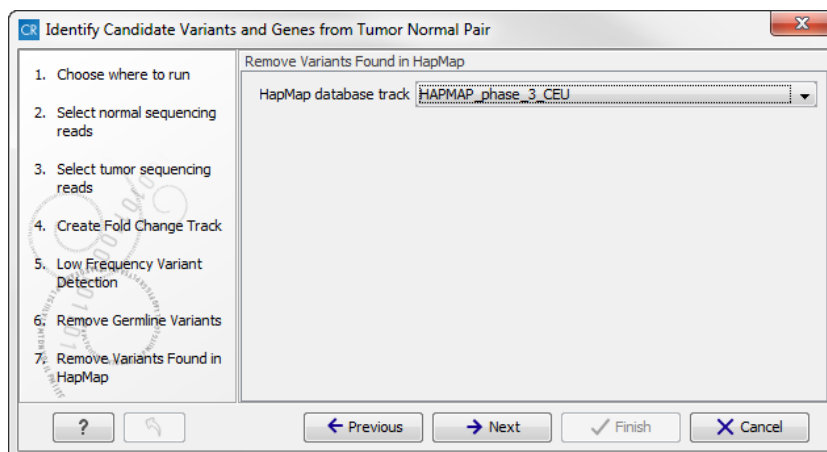 CR Identify Candidate Variants and Genes from Tumor Normal Pair
1. Choose where to run
2. Select normal sequencing
reads
3. Select tumor sequencing
reads
4. Create Fold Change Track
5. Low Frequency Variant
Detection
6. Remove Germline Variants
7. Remove Variants Found in
HapMap
Remove Variants Found in HapMap
HapMap database track HAPMAP_phase_3_CEU
? Previous Next Finish Cancel